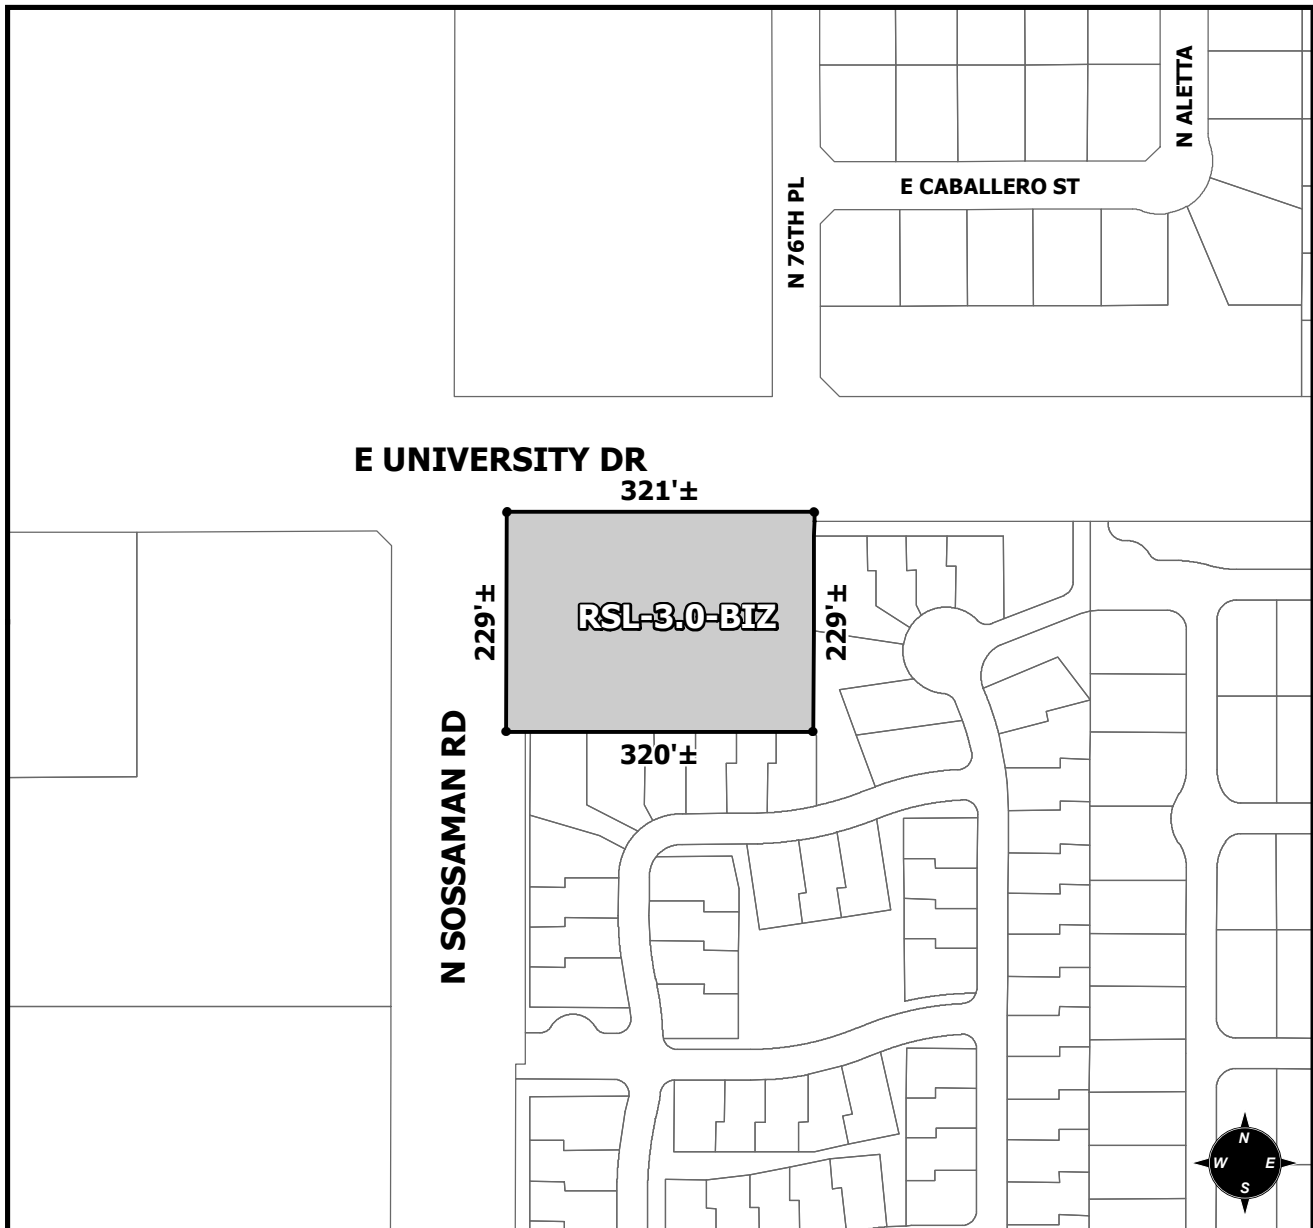 N ALETTA
E CABALLERO ST
N 76TH PL
E UNIVERSITY DR
321'±
229'±
RSL-3.0-BIZ
229'±
320'±
N SOSSAMAN RD
N
W E
S